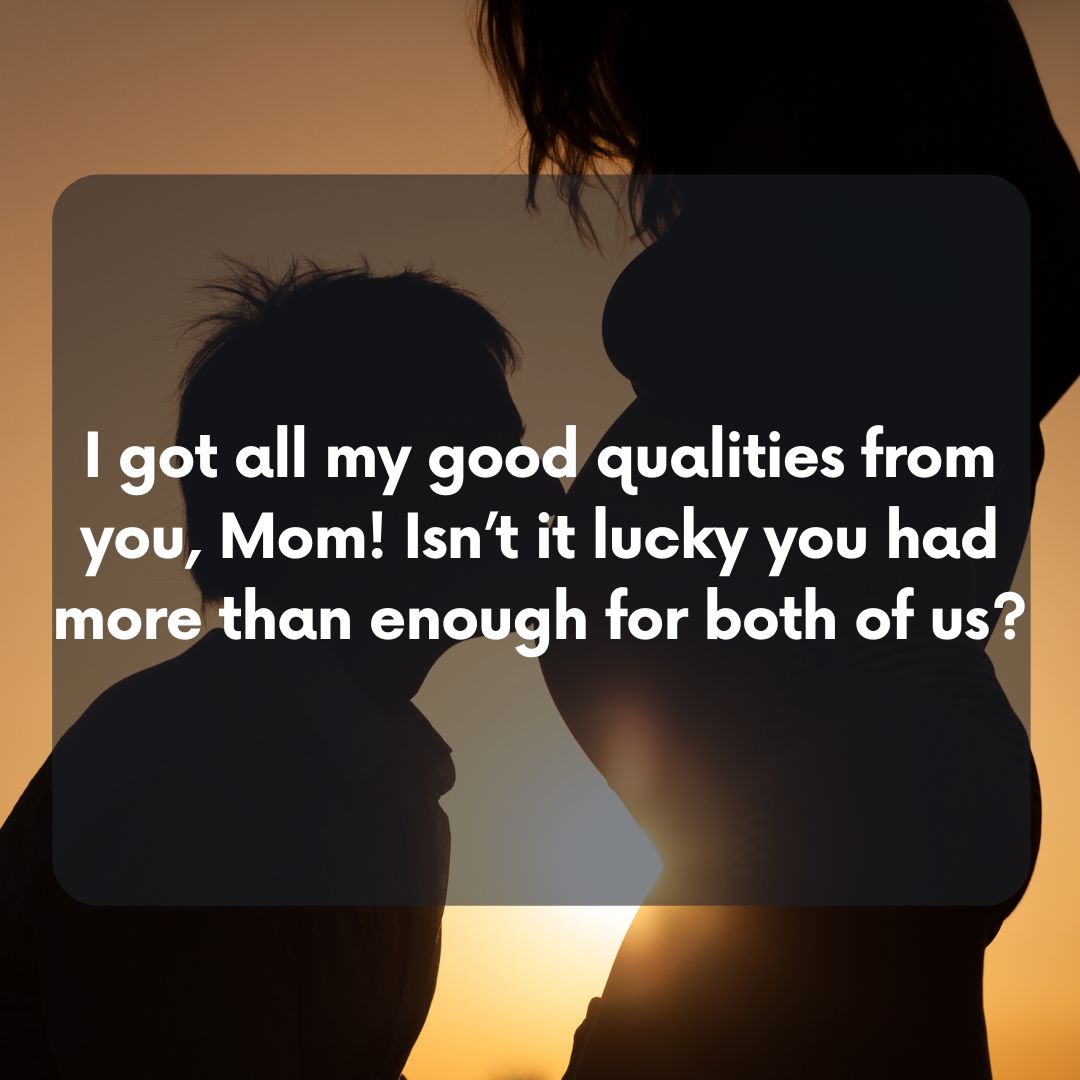 I got all my good qualities from
you, Mom! Isn’t it lucky you had
more than enough for both of us?